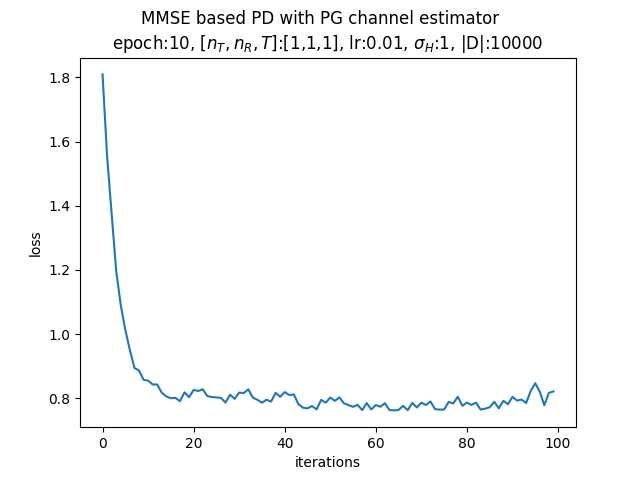 MMSE based PD with PG channel estimator
epoch:10, [n_T, n_R, T]:[1,1,1], lr:0.01, σ_H:1, |D|:10000
loss
1.8
1.6
1.4
1.2
1.0
0.8
0 20 40 60 80 100
iterations